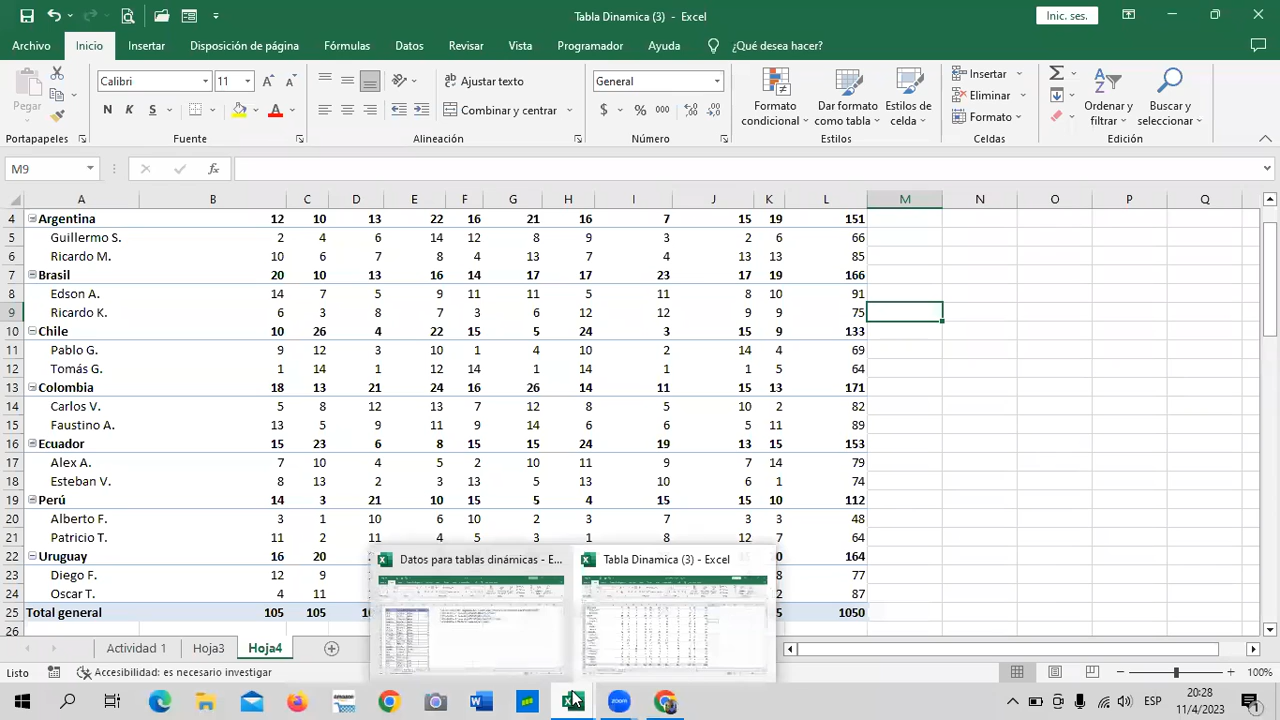 Tabla Dinamica (3) - Excel
Inic. ses.
Archivo Inicio Insertar Disposición de página Fórmulas Datos Revisar Vista Programador Ayuda ¿Qué desea hacer?
Pegar Calibri 11 Ajustar texto General Formato condicional Dar formato como tabla Estilos de celda Insertar Ordenar y filtrar Buscar y seleccionar
N K S Combinar y centrar $ % 000 Eliminar
Formato
Portapapeles Fuente Alineación Número Estilos Celdas Edición
M9 fx
A B C D E F G H I J K L M N O P Q
4 Argentina 12 10 13 22 16 21 16 7 15 19 151
5 Guillermo S. 2 4 6 14 12 8 9 3 2 6 66
6 Ricardo M. 10 6 7 8 4 13 7 4 13 13 85
7 Brasil 20 10 13 16 14 17 17 23 17 19 166
8 Edson A. 14 7 5 9 11 11 5 11 8 10 91
9 Ricardo K. 6 3 8 7 3 6 12 12 9 9 75
10 Chile 10 26 4 22 15 5 24 3 15 9 133
11 Pablo G. 9 12 3 10 1 4 10 2 14 4 69
12 Tomás G. 1 14 1 12 14 1 14 1 1 5 64
13 Colombia 18 13 21 24 16 26 14 11 15 13 171
14 Carlos V. 5 8 12 13 7 12 8 5 10 2 82
15 Faustino A. 13 5 9 11 9 14 6 6 5 11 89
16 Ecuador 15 23 6 8 15 15 24 19 13 15 153
17 Alex A. 7 10 4 5 2 10 11 9 7 14 79
18 Esteban V. 8 13 2 3 13 5 13 10 6 1 74
19 Perú 14 3 21 10 15 5 4 15 15 10 112
20 Alberto F. 3 1 10 6 10 2 3 7 3 3 48
21 Patricio T. 11 2 11 4 5 3 1 8 12 7 64
22 Uruguay 16 20 164
23 Diego F. 12 8 77
24 Oscar T. 4 11 2 87
25 Total general 105 105 1050
26
Datos para tablas dinámicas - E... Tabla Dinamica (3) - Excel
Actividad 1 Hoja3 Hoja4
Listo Accesibilidad: es necesario investigar 100%
zoom ESP 20:28
11/4/2023